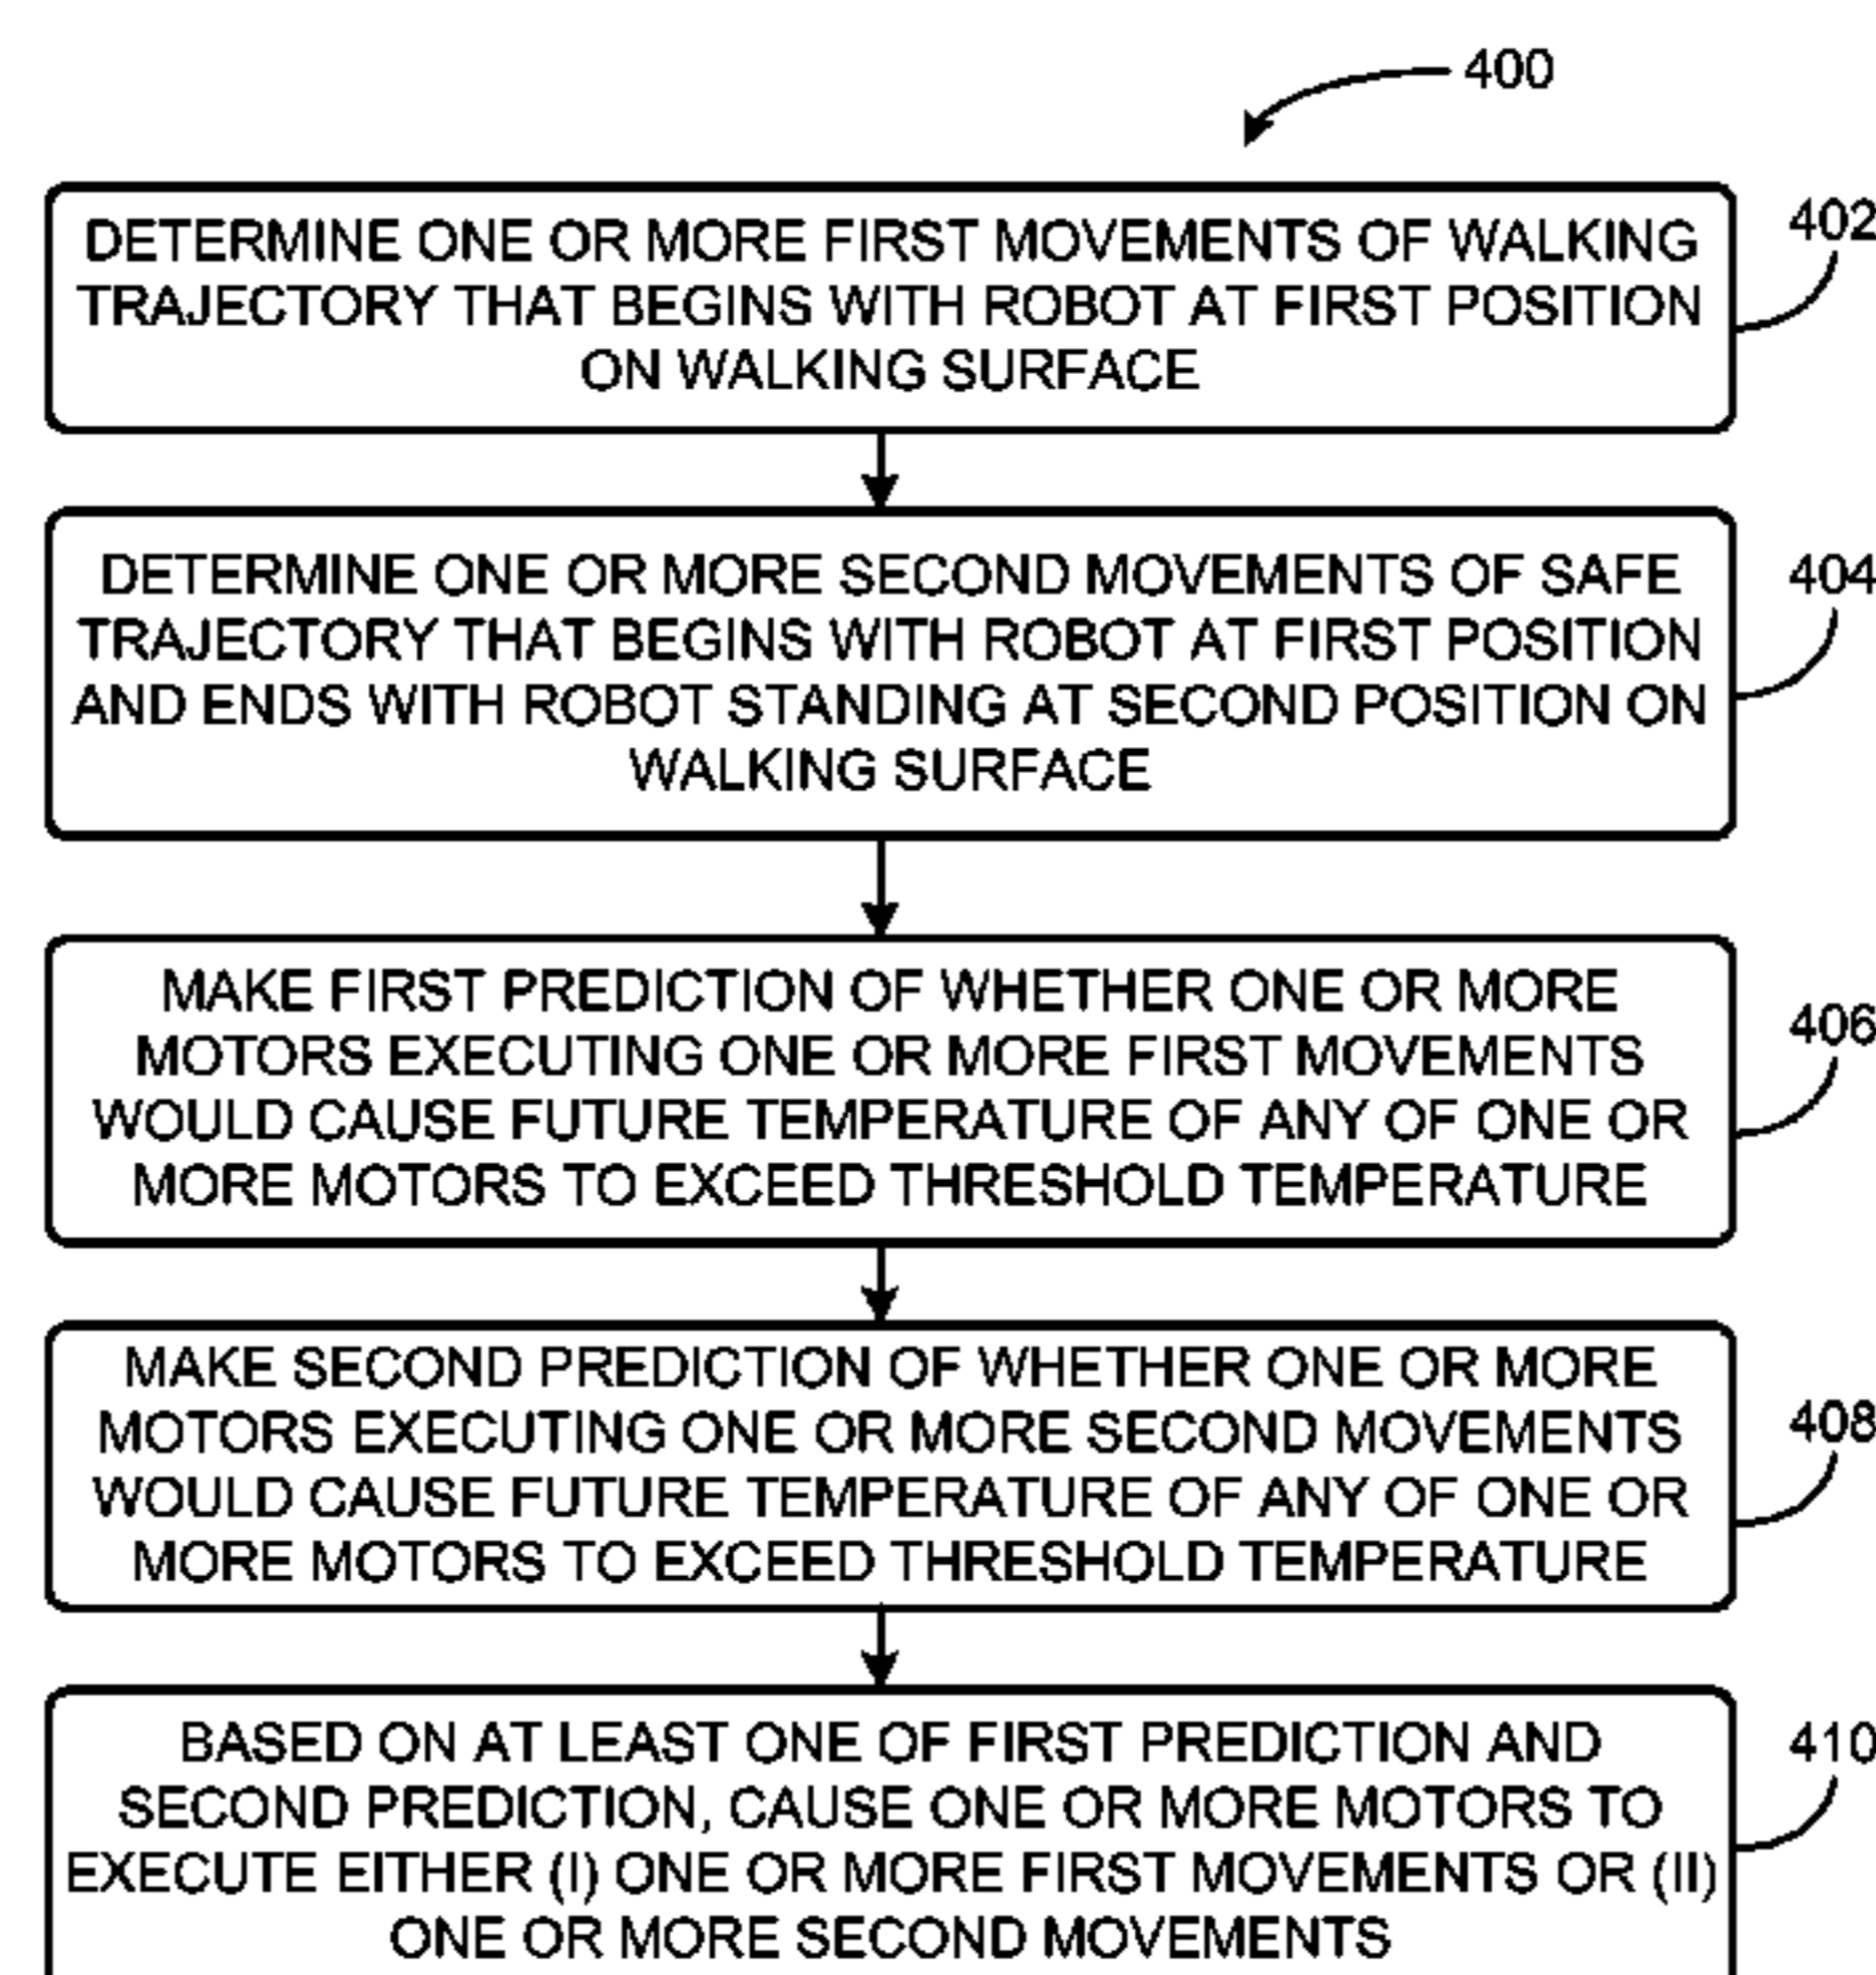 400
DETERMINE ONE OR MORE FIRST MOVEMENTS OF WALKING
TRAJECTORY THAT BEGINS WITH ROBOT AT FIRST POSITION
ON WALKING SURFACE
402
DETERMINE ONE OR MORE SECOND MOVEMENTS OF SAFE
TRAJECTORY THAT BEGINS WITH ROBOT AT FIRST POSITION
AND ENDS WITH ROBOT STANDING AT SECOND POSITION ON
WALKING SURFACE
404
MAKE FIRST PREDICTION OF WHETHER ONE OR MORE
MOTORS EXECUTING ONE OR MORE FIRST MOVEMENTS
WOULD CAUSE FUTURE TEMPERATURE OF ANY OF ONE OR
MORE MOTORS TO EXCEED THRESHOLD TEMPERATURE
406
MAKE SECOND PREDICTION OF WHETHER ONE OR MORE
MOTORS EXECUTING ONE OR MORE SECOND MOVEMENTS
WOULD CAUSE FUTURE TEMPERATURE OF ANY OF ONE OR
MORE MOTORS TO EXCEED THRESHOLD TEMPERATURE
408
BASED ON AT LEAST ONE OF FIRST PREDICTION AND
SECOND PREDICTION, CAUSE ONE OR MORE MOTORS TO
EXECUTE EITHER (I) ONE OR MORE FIRST MOVEMENTS OR (II)
ONE OR MORE SECOND MOVEMENTS
410